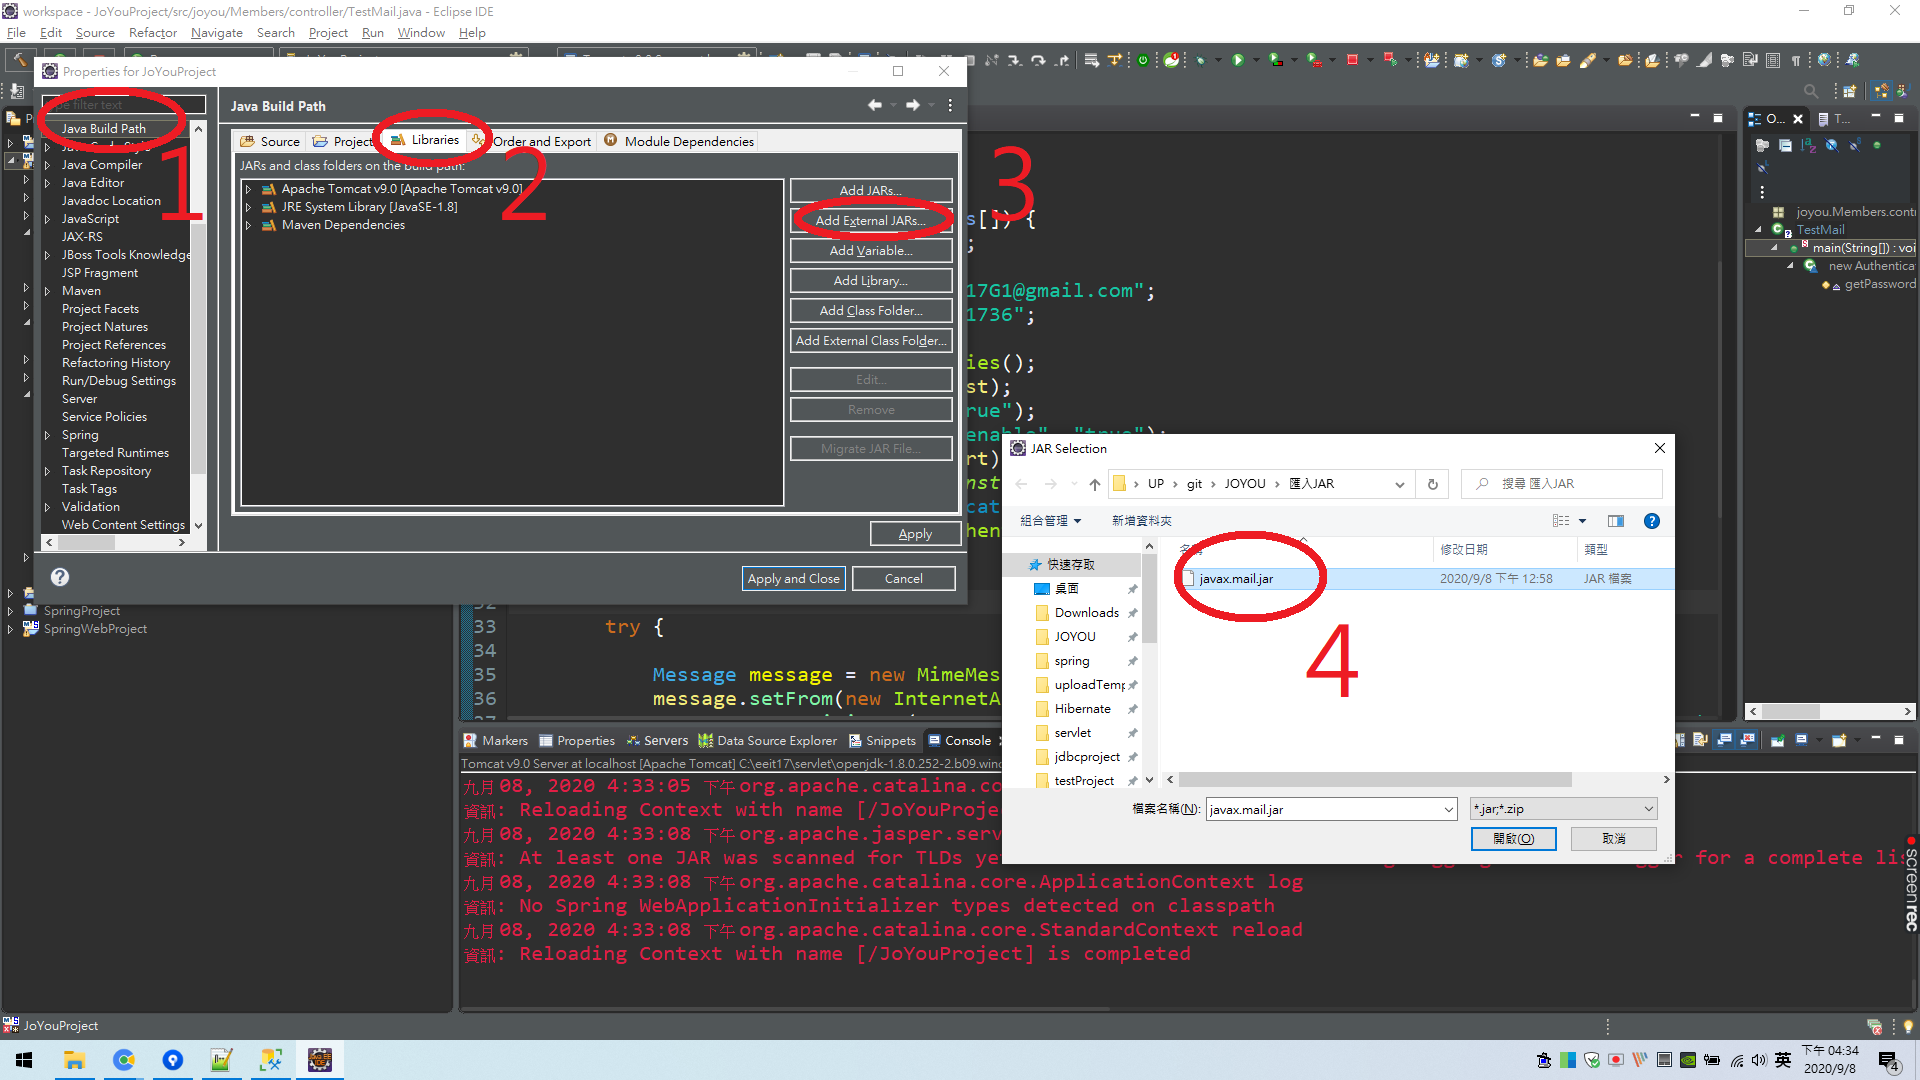 workspace - JoYouProject/src/joyou/Members/controller/TestMail.java - Eclipse IDE
File Edit Source Refactor Navigate Search Project Run Window Help
Properties for JoYouProject
type filter text
Java Build Path
Java Code Style
Java Compiler
Java Editor
Javadoc Location
JavaScript
JAX-RS
JBoss Tools Knowledge
JSP Fragment
Maven
Project Facets
Project Natures
Project References
Refactoring History
Run/Debug Settings
Server
Service Policies
Spring
Targeted Runtimes
Task Repository
Task Tags
Validation
Web Content Settings
1
Java Build Path
Source Project Libraries Order and Export Module Dependencies
2
JARs and class folders on the build path:
Apache Tomcat v9.0 [Apache Tomcat v9.0]
JRE System Library [JavaSE-1.8]
Maven Dependencies
Add JARs...
Add External JARs...
Add Variable...
Add Library...
Add Class Folder...
Add External Class Folder...
Edit...
Remove
Migrate JAR File...
Apply
Apply and Close Cancel
3
s[]) {
;
17G1@gmail.com";
1736";
ies();
st);
rue");
enable", "true");
rt)
nst
cat
hen
O... T...
joyou.Members.contr
TestMail
main(String[]) : voi
new Authentica
getPassword
SpringProject
SpringWebProject
32
33 try {
34
35 Message message = new MimeMes
36 message.setFrom(new InternetA
37
JAR Selection
UP › git › JOYOU › 匯入JAR
搜尋 匯入JAR
組合管理 新增資料夾
名稱 修改日期 類型
javax.mail.jar 2020/9/8 下午 12:58 JAR 檔案
4
快速存取
桌面
Downloads
JOYOU
spring
uploadTemp
Hibernate
servlet
jdbcproject
testProject
檔案名稱(N): javax.mail.jar *.jar;*.zip
開啟(O) 取消
Markers Properties Servers Data Source Explorer Snippets Console
Tomcat v9.0 Server at localhost [Apache Tomcat] C:\eeit17\servlet\openjdk-1.8.0.252-2.b09.wind
九月 08, 2020 4:33:05 下午 org.apache.catalina.co
資訊: Reloading Context with name [/JoYouProje
九月 08, 2020 4:33:08 下午 org.apache.jasper.serv
資訊: At least one JAR was scanned for TLDs ye gger for a complete lis
九月 08, 2020 4:33:08 下午 org.apache.catalina.core.ApplicationContext log
資訊: No Spring WebApplicationInitializer types detected on classpath
九月 08, 2020 4:33:08 下午 org.apache.catalina.core.StandardContext reload
資訊: Reloading Context with name [/JoYouProject] is completed
screenrec
JoYouProject
英
下午 04:34
2020/9/8
4